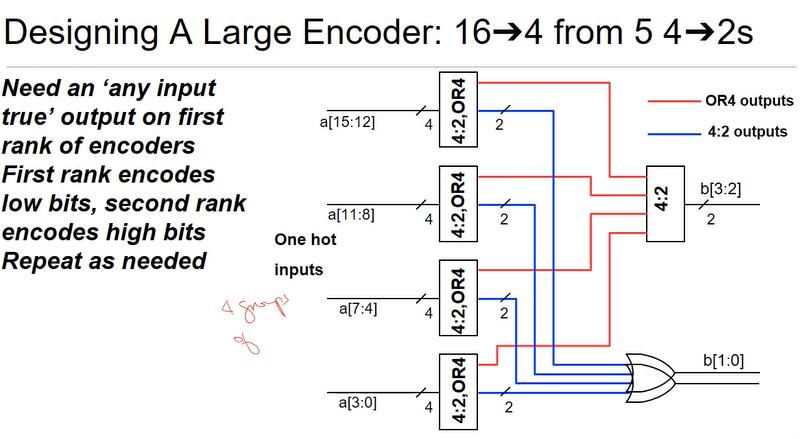 Designing A Large Encoder: 16➔4 from 5 4➔2s
Need an ‘any input
true’ output on first
rank of encoders
First rank encodes
low bits, second rank
encodes high bits
Repeat as needed
One hot
inputs
4 groups
of
a[15:12]
4
4:2,OR4
2
a[11:8]
4
4:2,OR4
2
a[7:4]
4
4:2,OR4
2
a[3:0]
4
4:2,OR4
2
OR4 outputs
4:2 outputs
4:2
b[3:2]
2
b[1:0]